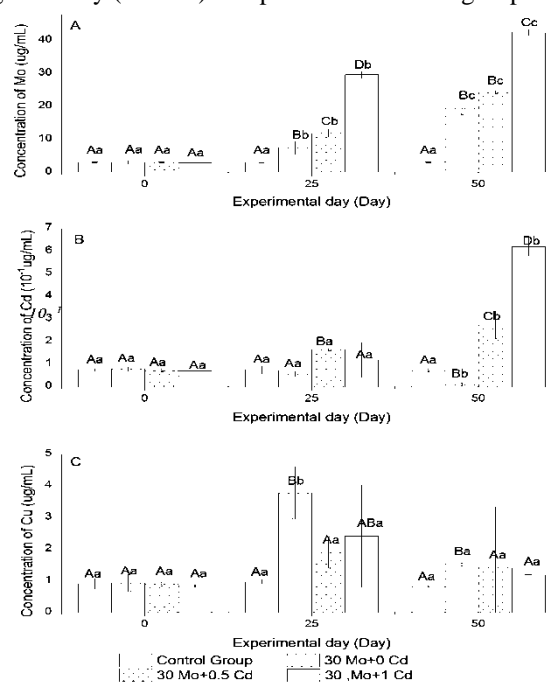 A
Concentration of Mo (ug/mL)
40
30
20
10
0
Aa Aa Aa Aa Aa Bb Cb Db Aa Bc Bc Cc
0 25 50
Experimental day (Day)
B
Concentration of Cd (10⁻¹ug/mL)
7
6
5
4
3
2
1
0
Aa Aa Aa Aa Aa Aa Ba Aa Aa Bb Cb Db
0 25 50
Experimental day (Day)
C
Concentration of Cu (ug/mL)
5
4
3
2
1
0
Aa Aa Aa Aa Aa Bb Aa ABa Aa Ba Aa Aa
0 25 50
Experimental day (Day)
Control Group 30 Mo+0 Cd
30 Mo+0.5 Cd 30 ,Mo+1 Cd